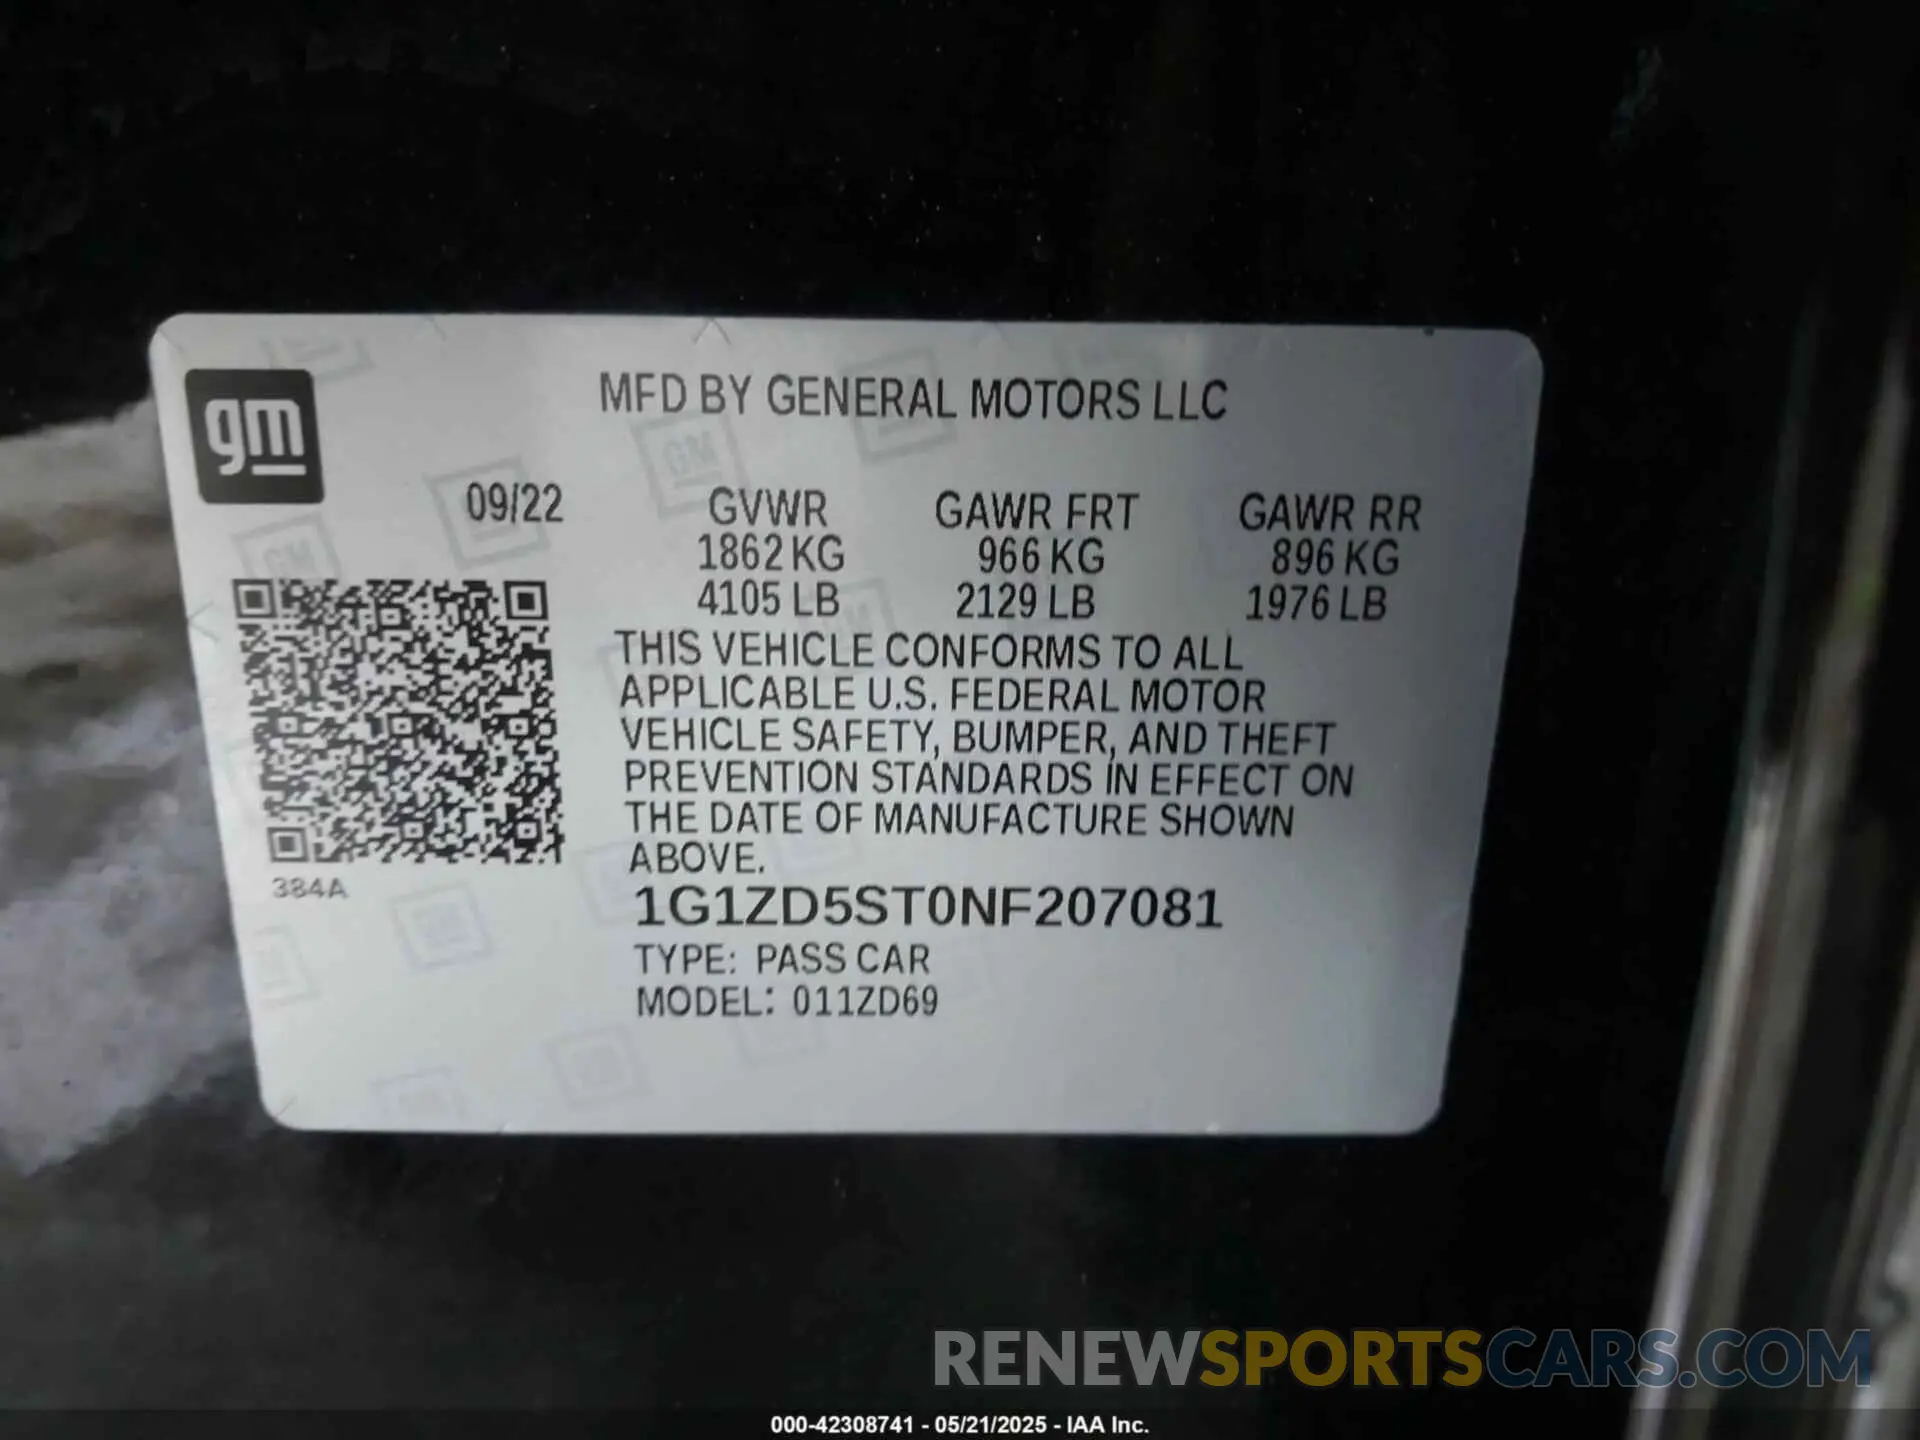 MFD BY GENERAL MOTORS LLC
gm
09/22 GVWR GAWR FRT GAWR RR
1862 KG 966 KG 896 KG
4105 LB 2129 LB 1976 LB
THIS VEHICLE CONFORMS TO ALL
APPLICABLE U.S. FEDERAL MOTOR
VEHICLE SAFETY, BUMPER, AND THEFT
PREVENTION STANDARDS IN EFFECT ON
THE DATE OF MANUFACTURE SHOWN
ABOVE.
384A
1G1ZD5ST0NF207081
TYPE: PASS CAR
MODEL: 011ZD69
RENEWSPORTSCARS.COM
000-42308741 - 05/21/2025 - IAA Inc.